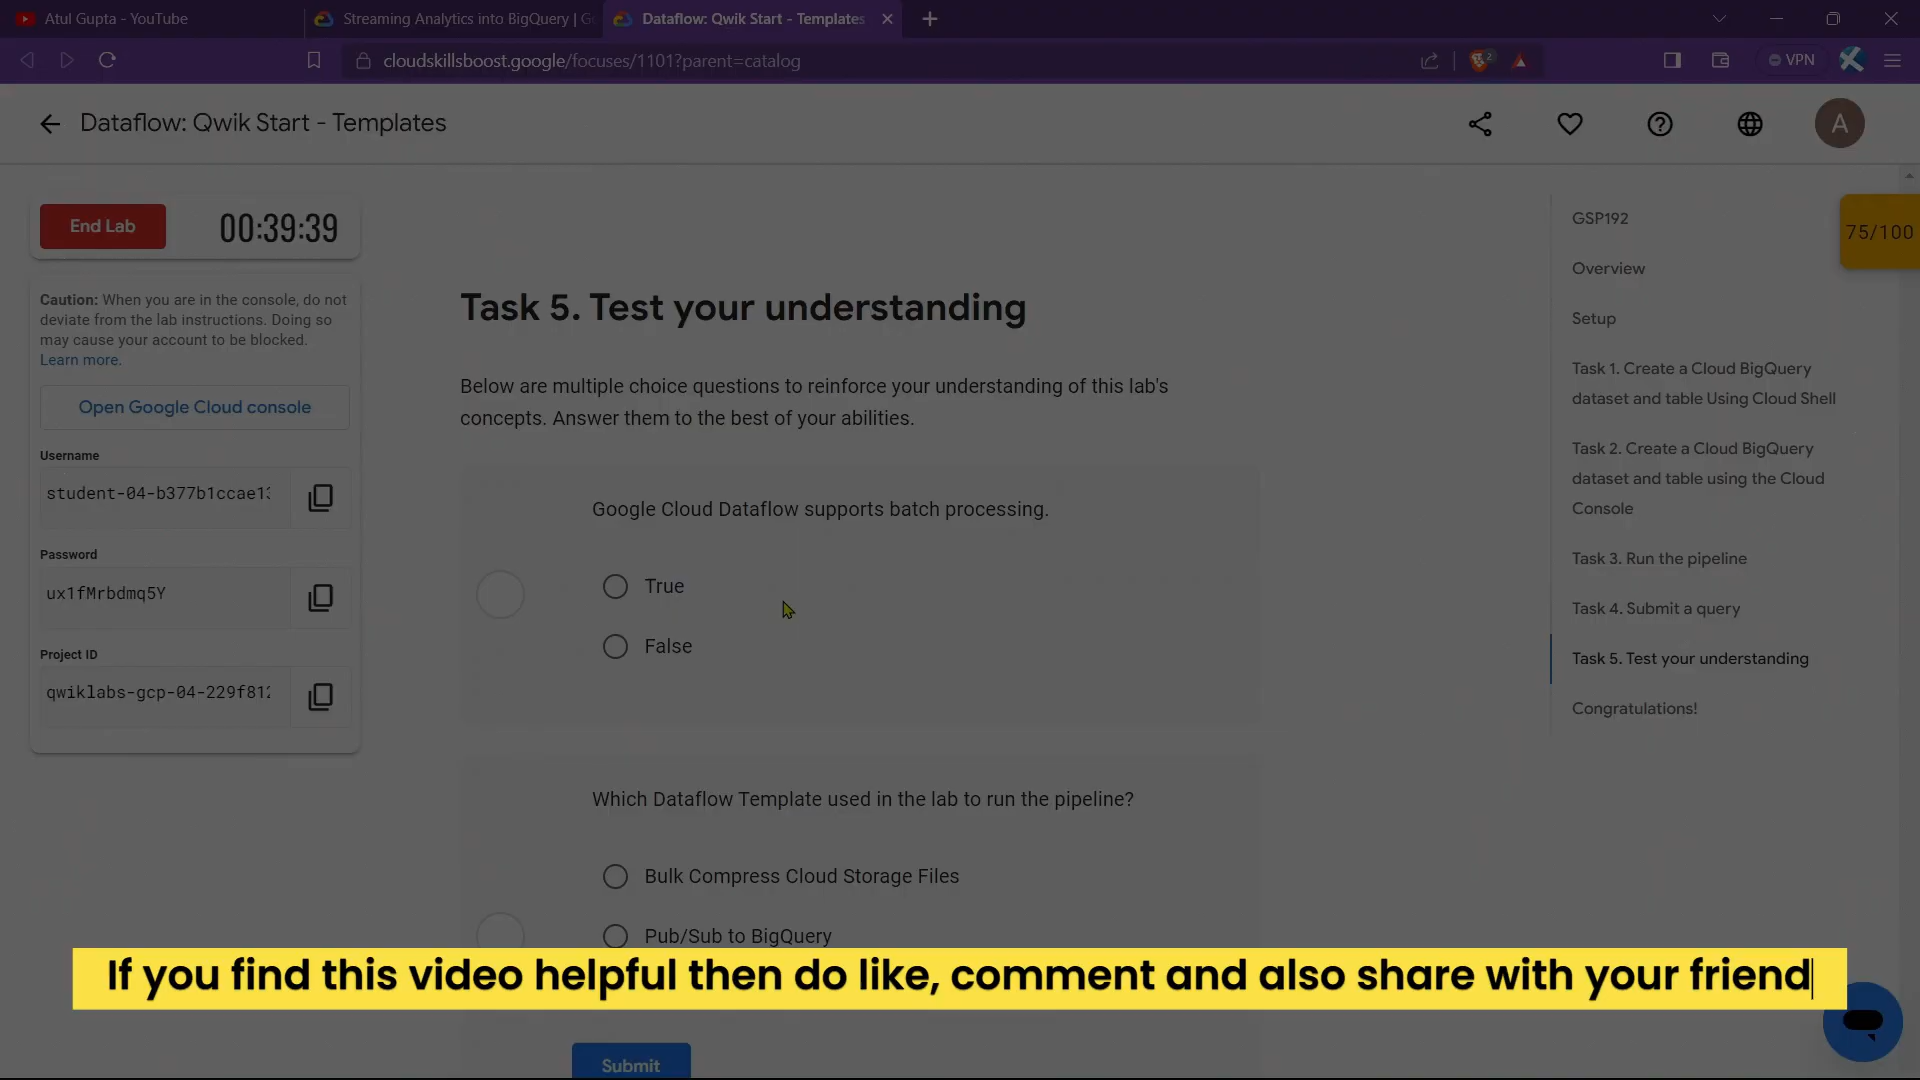 Atul Gupta - YouTube
Streaming Analytics into BigQuery | G
Dataflow: Qwik Start - Templates
cloudskillsboost.google/focuses/1101?parent=catalog
2
VPN
Dataflow: Qwik Start - Templates
A
End Lab
00:39:39
Caution: When you are in the console, do not
deviate from the lab instructions. Doing so
may cause your account to be blocked.
Learn more.
Open Google Cloud console
Username
student-04-b377b1ccae13
Password
ux1fMrbdmq5Y
Project ID
qwiklabs-gcp-04-229f812
Task 5. Test your understanding
Below are multiple choice questions to reinforce your understanding of this lab's
concepts. Answer them to the best of your abilities.
Google Cloud Dataflow supports batch processing.
True
False
Which Dataflow Template used in the lab to run the pipeline?
Bulk Compress Cloud Storage Files
Pub/Sub to BigQuery
Submit
GSP192
Overview
Setup
Task 1. Create a Cloud BigQuery
dataset and table Using Cloud Shell
Task 2. Create a Cloud BigQuery
dataset and table using the Cloud
Console
Task 3. Run the pipeline
Task 4. Submit a query
Task 5. Test your understanding
Congratulations!
75/100
If you find this video helpful then do like, comment and also share with your friend